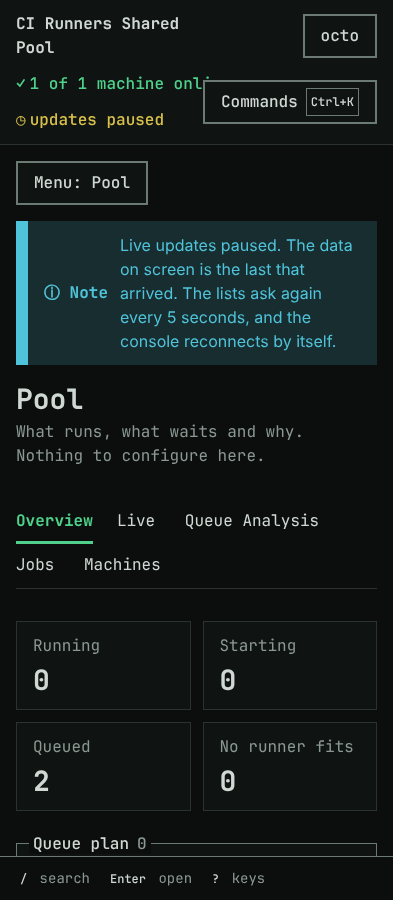 CI Runners Shared
Pool
octo
✓ 1 of 1 machine onli
Commands Ctrl+K
◷ updates paused
Menu: Pool
ⓘ Note
Live updates paused. The data
on screen is the last that
arrived. The lists ask again
every 5 seconds, and the
console reconnects by itself.
Pool
What runs, what waits and why.
Nothing to configure here.
Overview Live Queue Analysis
Jobs Machines
Running Starting
0 0
Queued No runner fits
2 0
Queue plan 0
/ search Enter open ? keys